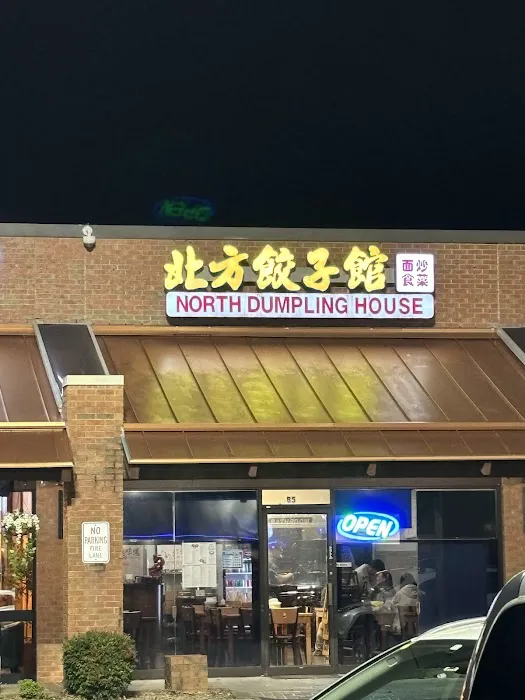 北方餃子館
面炒
食菜
NORTH DUMPLING HOUSE
B5
OPEN
NO
PARKING
FIRE
LANE